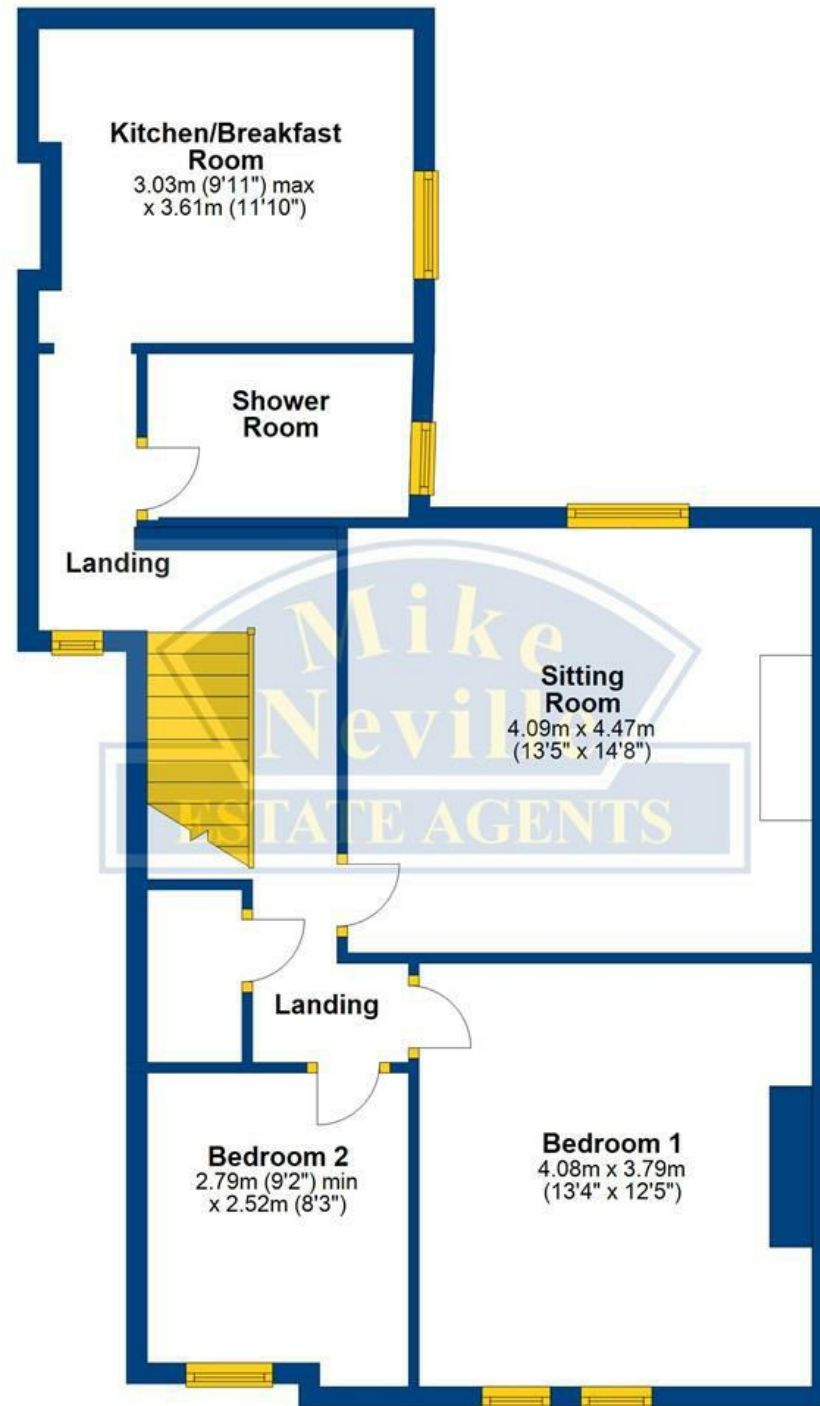 Kitchen/Breakfast
Room
3.03m (9'11") max
x 3.61m (11'10")
Shower
Room
Landing
Mike
Neville
ESTATE AGENTS
Sitting
Room
4.09m x 4.47m
(13'5" x 14'8")
Landing
Bedroom 2
2.79m (9'2") min
x 2.52m (8'3")
Bedroom 1
4.08m x 3.79m
(13'4" x 12'5")